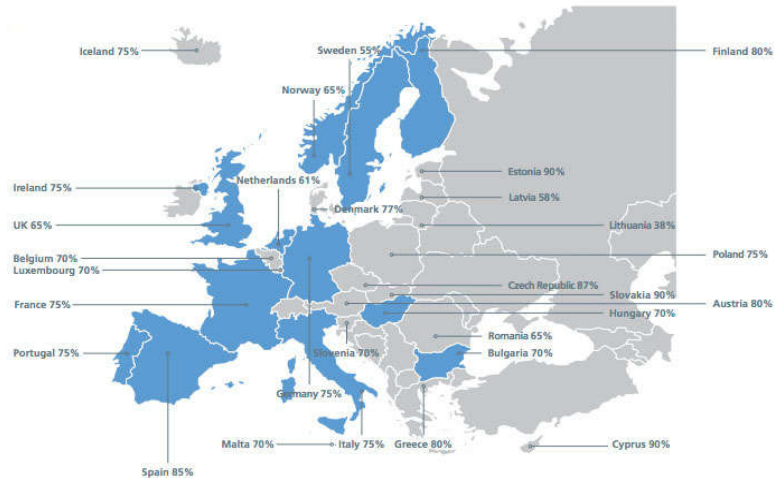 Iceland 75%
Sweden 55%
Finland 80%
Norway 65%
Estonia 90%
Netherlands 61%
Ireland 75%
Latvia 58%
Denmark 77%
UK 65%
Lithuania 38%
Belgium 70%
Poland 75%
Luxembourg 70%
Czech Republic 87%
Slovakia 90%
France 75%
Austria 80%
Hungary 70%
Romania 65%
Portugal 75%
Slovenia 70%
Bulgaria 70%
Germany 75%
Malta 70%
Italy 75%
Greece 80%
Cyprus 90%
Spain 85%